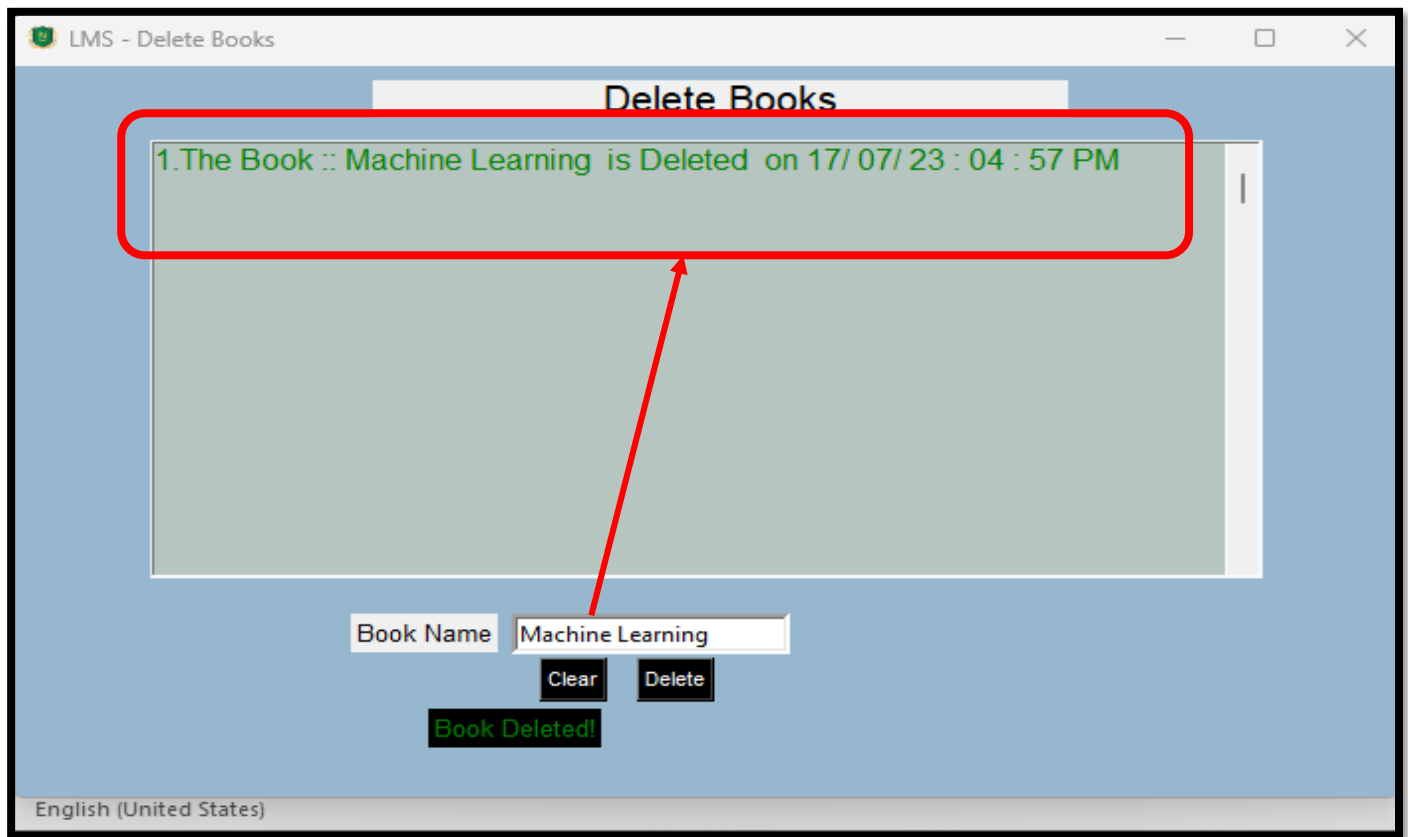 LMS - Delete Books
Delete Books
1.The Book :: Machine Learning  is Deleted  on 17/ 07/ 23 : 04 : 57 PM
Book Name Machine Learning
Clear Delete
Book Deleted!
English (United States)